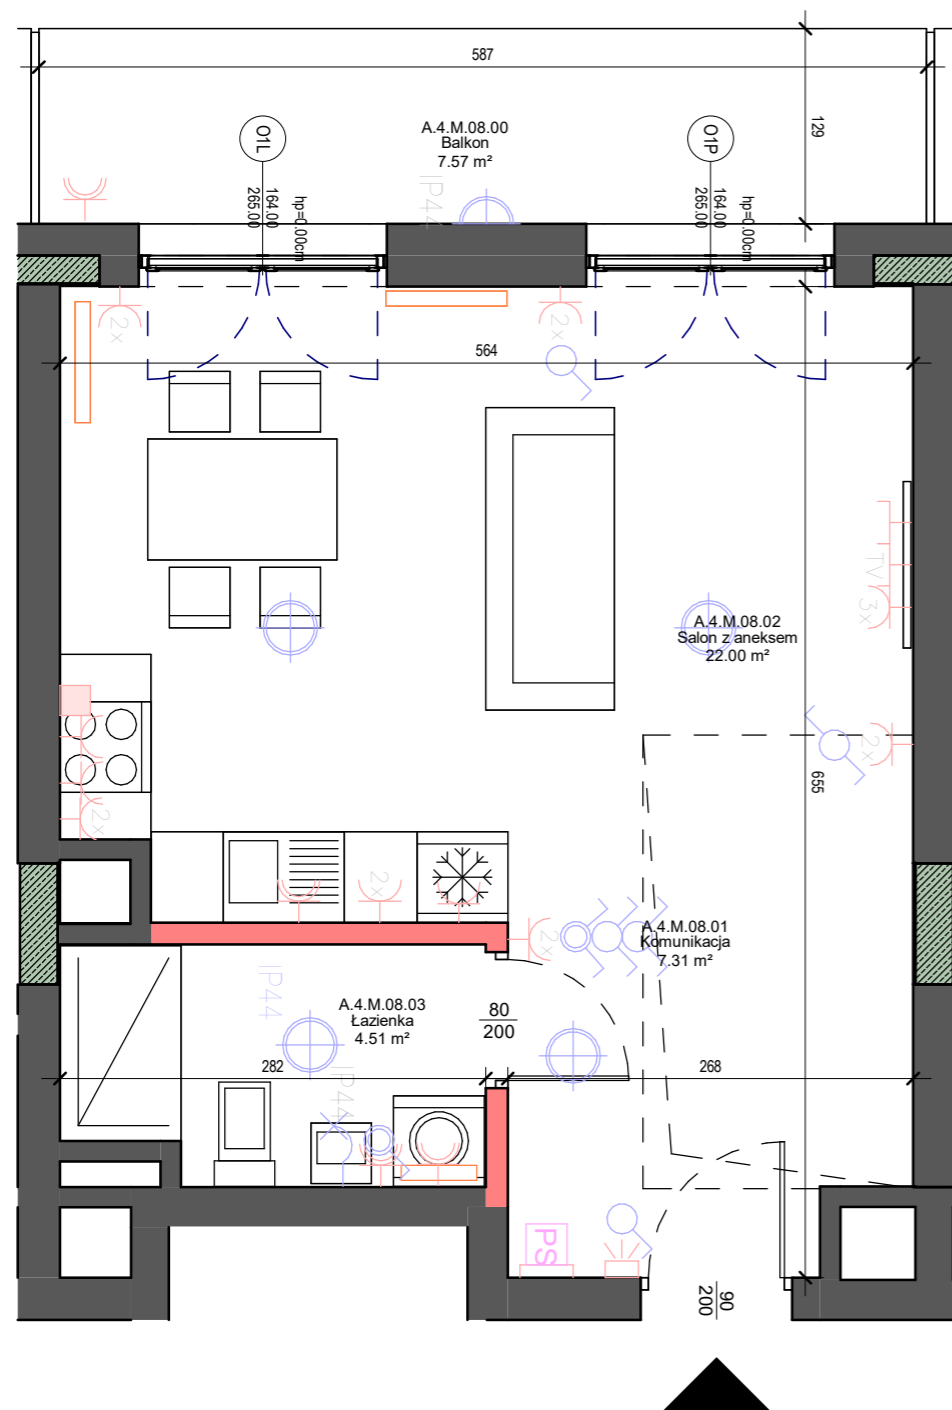 587
129
A.4.M.08.00
Balkon
7.57 m²
O1L
164.00
265.00
hp=0.00cm
O1P
164.00
265.00
hp=0.00cm
IP44
2x
2x
564
TV
3x
A.4.M.08.02
Salon z aneksem
22.00 m²
2x
655
2x
2x
2x
A.4.M.08.01
Komunikacja
7.31 m²
IP44
A.4.M.08.03
Łazienka
4.51 m²
80
200
282
268
IP44
PS
90
200